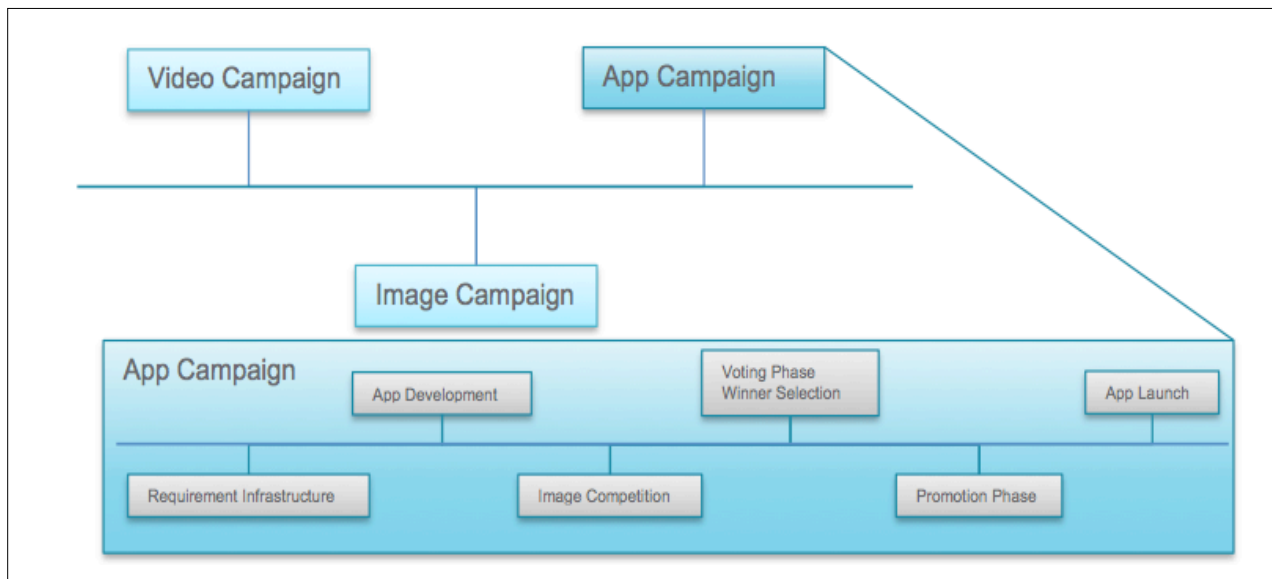 Video Campaign
App Campaign
Image Campaign
App Campaign
App Development
Voting Phase
Winner Selection
App Launch
Requirement Infrastructure
Image Competition
Promotion Phase